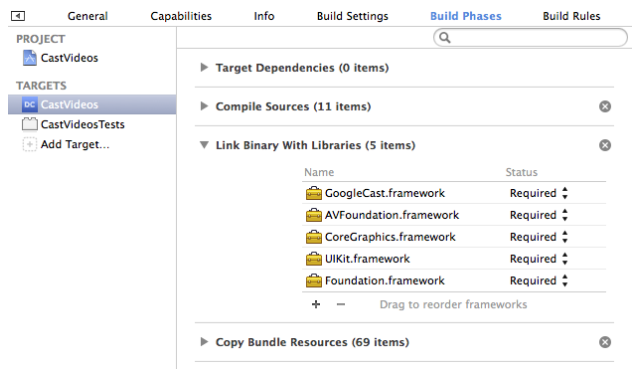 General Capabilities Info Build Settings Build Phases Build Rules
PROJECT
CastVideos
TARGETS
DC CastVideos
CastVideosTests
Add Target...
Target Dependencies (0 items)
Compile Sources (11 items)
Link Binary With Libraries (5 items)
Name Status
GoogleCast.framework Required
AVFoundation.framework Required
CoreGraphics.framework Required
UIKit.framework Required
Foundation.framework Required
+ − Drag to reorder frameworks
Copy Bundle Resources (69 items)